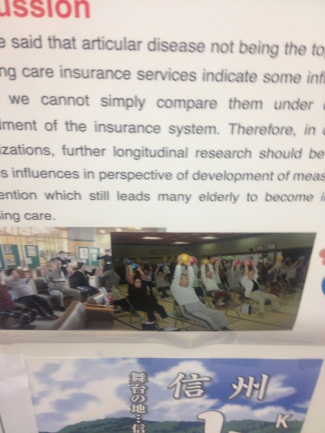 ussion
e said that articular disease not being the to
ng care insurance services indicate some inf
we cannot simply compare them under
ment of the insurance system. Therefore, in
izations, further longitudinal research should be
s influences in perspective of development of meas
ention which still leads many elderly to become i
ing care.
信州
舞台の地…信
K